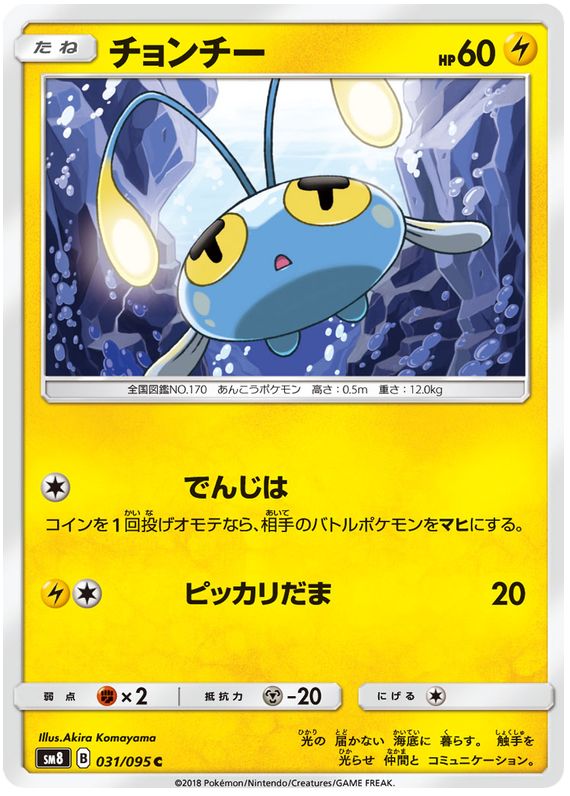 たね チョンチー HP60
全国図鑑NO.170 あんこうポケモン 高さ:0.5m 重さ:12.0kg
でんじは
コインを1回投げオモテなら、相手のバトルポケモンをマヒにする。
ピッカリだま 20
弱点 ×2 抵抗力 -20 にげる
Illus.Akira Komayama
光の 届かない 海底に 暮らす。 触手を
光らせ 仲間と コミュニケーション。
SM8 B 031/095 C
©2018 Pokémon/Nintendo/Creatures/GAME FREAK.